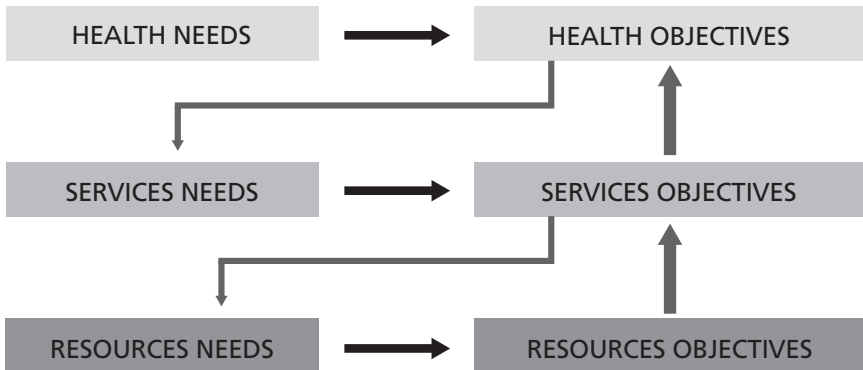 HEALTH NEEDS
HEALTH OBJECTIVES
SERVICES NEEDS
SERVICES OBJECTIVES
RESOURCES NEEDS
RESOURCES OBJECTIVES